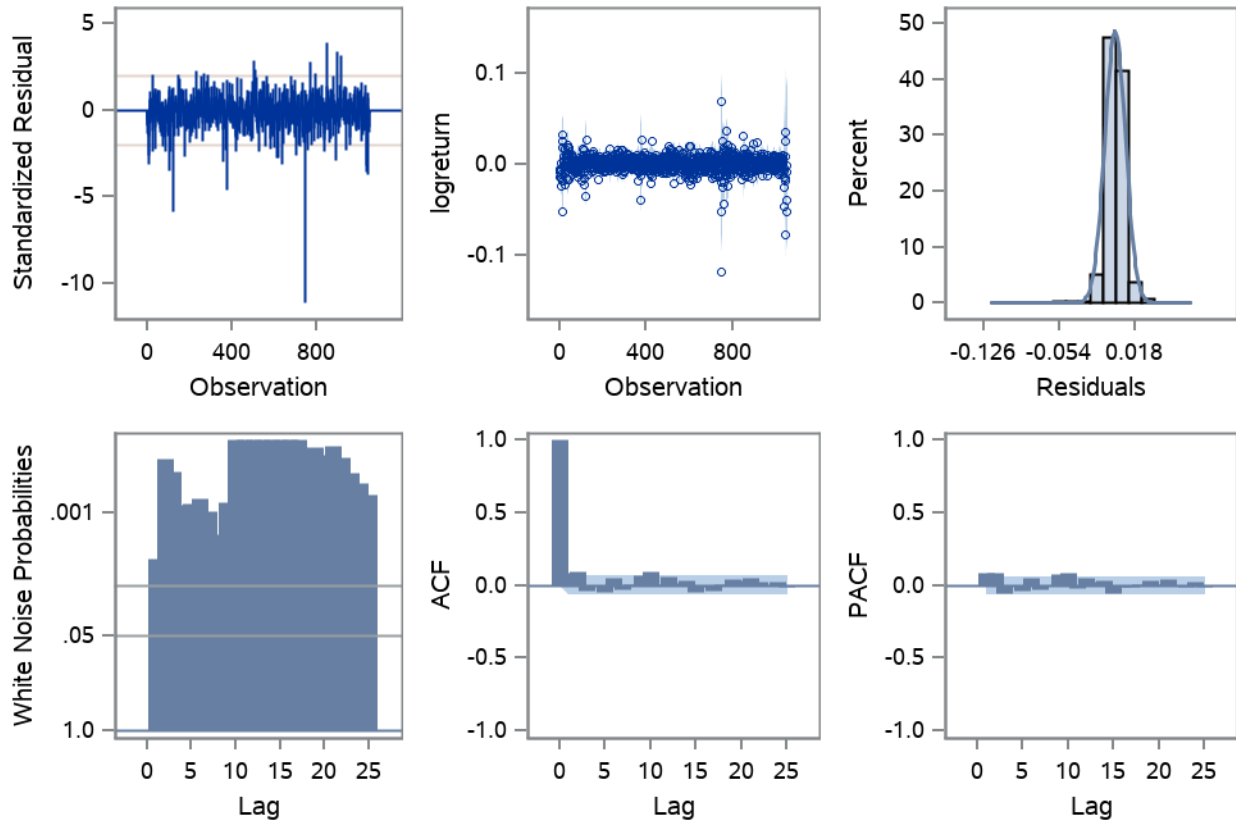 Standardized Residual
5
0
-5
-10
0 400 800
Observation
logreturn
0.1
0.0
-0.1
0 400 800
Observation
Percent
50
40
30
20
10
0
-0.126 -0.054 0.018
Residuals
White Noise Probabilities
.001
.05
1.0
0 5 10 15 20 25
Lag
ACF
1.0
0.5
0.0
-0.5
-1.0
0 5 10 15 20 25
Lag
PACF
1.0
0.5
0.0
-0.5
-1.0
0 5 10 15 20 25
Lag